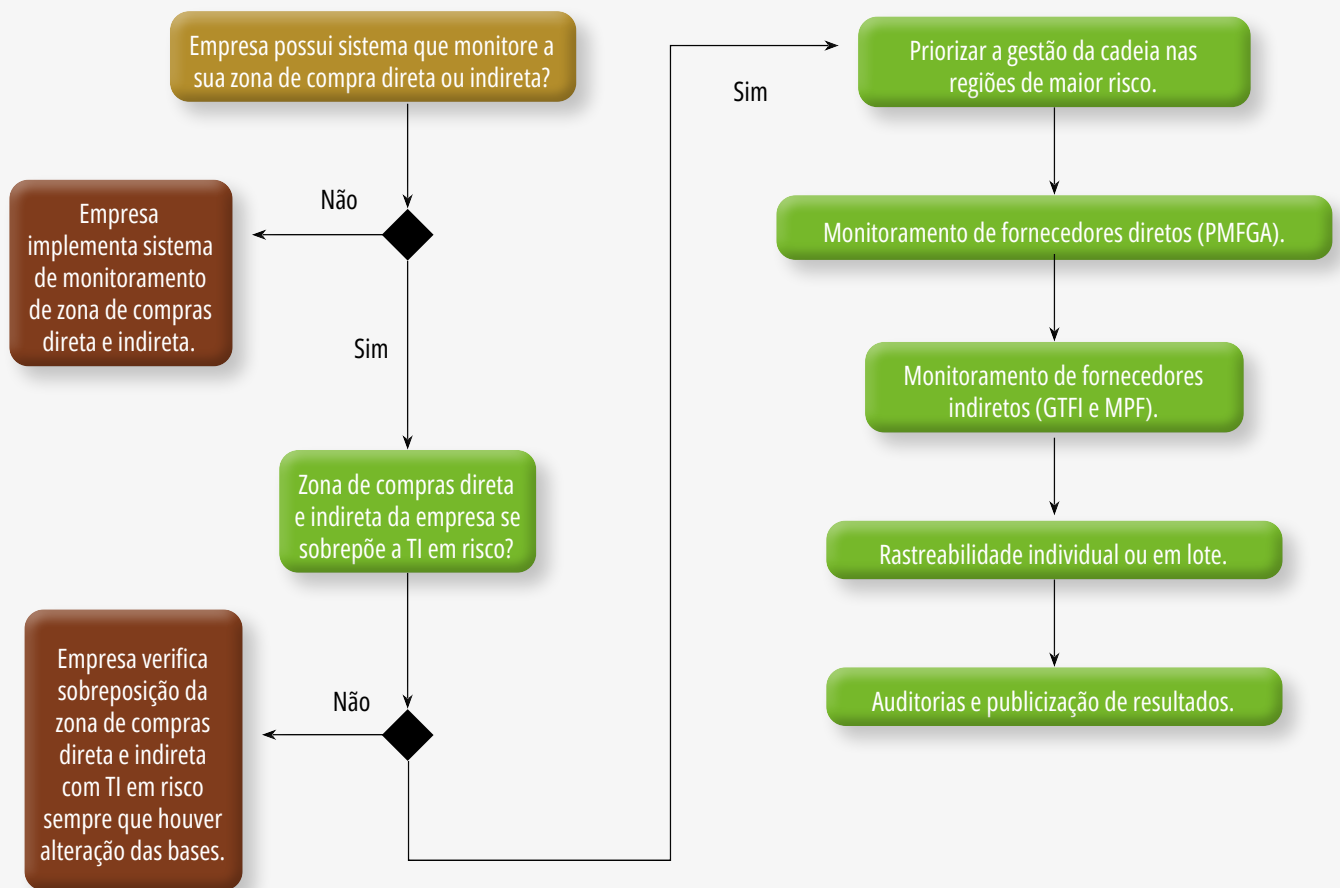 Empresa possui sistema que monitore a
sua zona de compra direta ou indireta?
Não
Empresa
implementa sistema
de monitoramento
de zona de compras
direta e indireta.
Sim
Zona de compras direta
e indireta da empresa se
sobrepõe a TI em risco?
Não
Empresa verifica
sobreposição da
zona de compras
direta e indireta
com TI em risco
sempre que houver
alteração das bases.
Sim
Priorizar a gestão da cadeia nas
regiões de maior risco.
Monitoramento de fornecedores diretos (PMFGA).
Monitoramento de fornecedores
indiretos (GTFI e MPF).
Rastreabilidade individual ou em lote.
Auditorias e publicização de resultados.